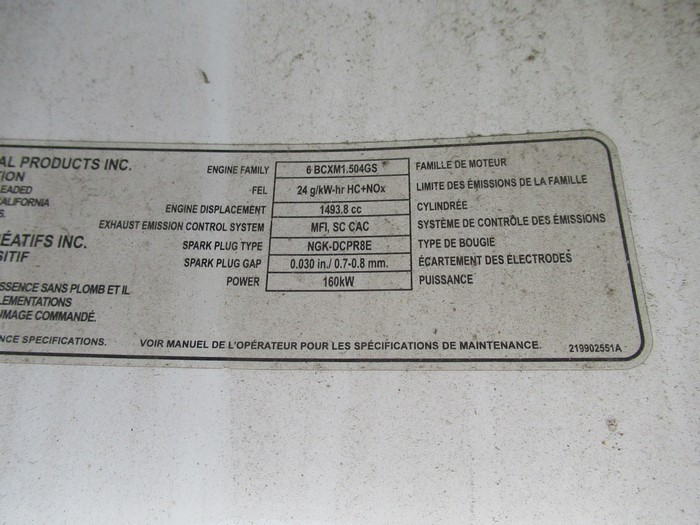 AL PRODUCTS INC.
TION
LEADED
CALIFORNIA
S.
RÉATIFS INC.
SITIF
ESSENCE SANS PLOMB ET IL
LEMENTATIONS
IMAGE COMMANDÉ.
NCE SPECIFICATIONS.
ENGINE FAMILY 6 BCXM1.504GS FAMILLE DE MOTEUR
FEL 24 g/kW-hr HC+NOx LIMITE DES ÉMISSIONS DE LA FAMILLE
ENGINE DISPLACEMENT 1493.8 cc CYLINDRÉE
EXHAUST EMISSION CONTROL SYSTEM MFI, SC CAC SYSTÈME DE CONTRÔLE DES ÉMISSIONS
SPARK PLUG TYPE NGK-DCPR8E TYPE DE BOUGIE
SPARK PLUG GAP 0.030 in./ 0.7-0.8 mm. ÉCARTEMENT DES ÉLECTRODES
POWER 160kW PUISSANCE
VOIR MANUEL DE L'OPÉRATEUR POUR LES SPÉCIFICATIONS DE MAINTENANCE. 219902551A